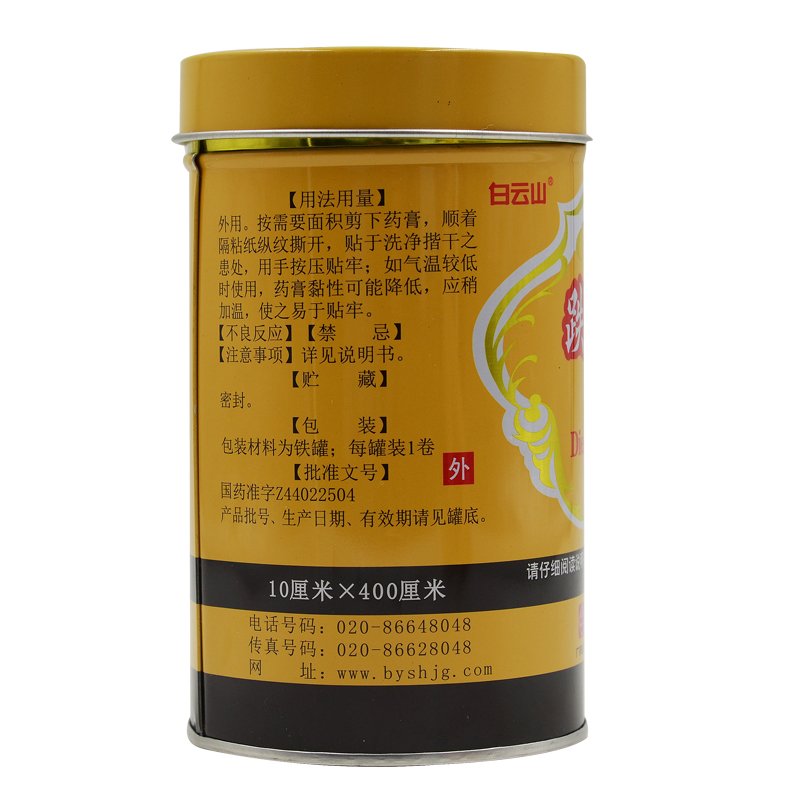 白云山®
【用法用量】
外用。按需要面积剪下药膏，顺着
隔粘纸纵纹撕开，贴于洗净揩干之
患处，用手按压贴牢；如气温较低
时使用，药膏黏性可能降低，应稍
加温，使之易于贴牢。
【不良反应】【禁 忌】
【注意事项】详见说明书。
【贮 藏】
密封。
【包 装】
包装材料为铁罐；每罐装1卷
【批准文号】
国药准字Z44022504
产品批号、生产日期、有效期请见罐底。
外
跌
Die
请仔细阅读说
10厘米×400厘米
电话号码：020-86648048
传真号码：020-86628048
网 址：www.byshjg.com